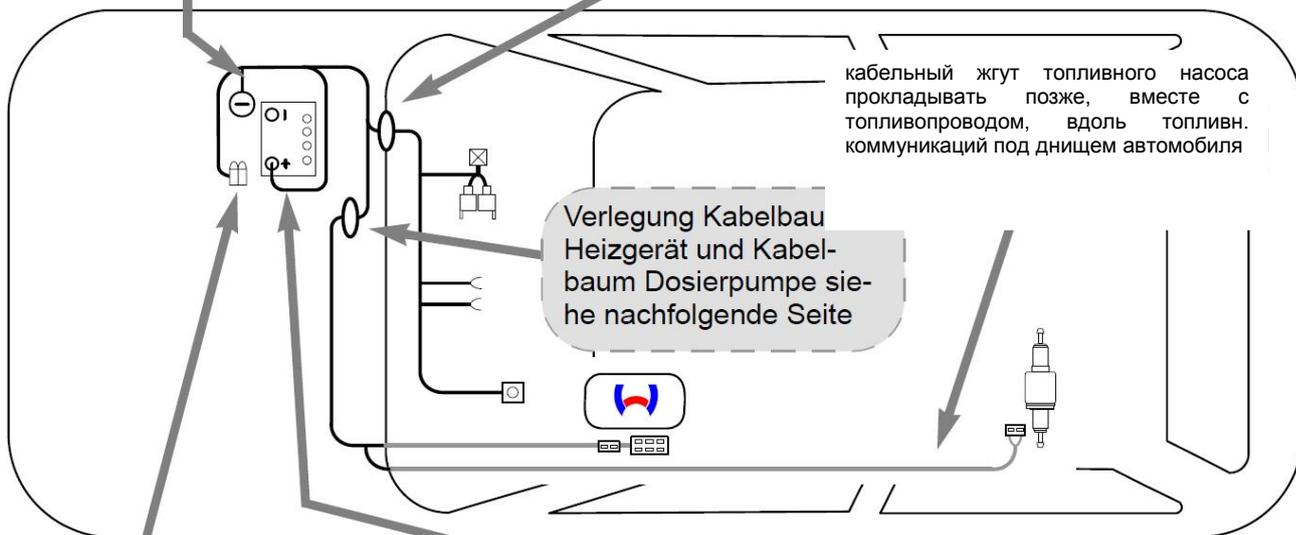 кабельный жгут топливного насоса
прокладывать позже, вместе с
топливопроводом, вдоль топливн.
коммуникаций под днищем автомобиля
Verlegung Kabelbau
Heizgerät und Kabel-
baum Dosierpumpe sie-
he nachfolgende Seite